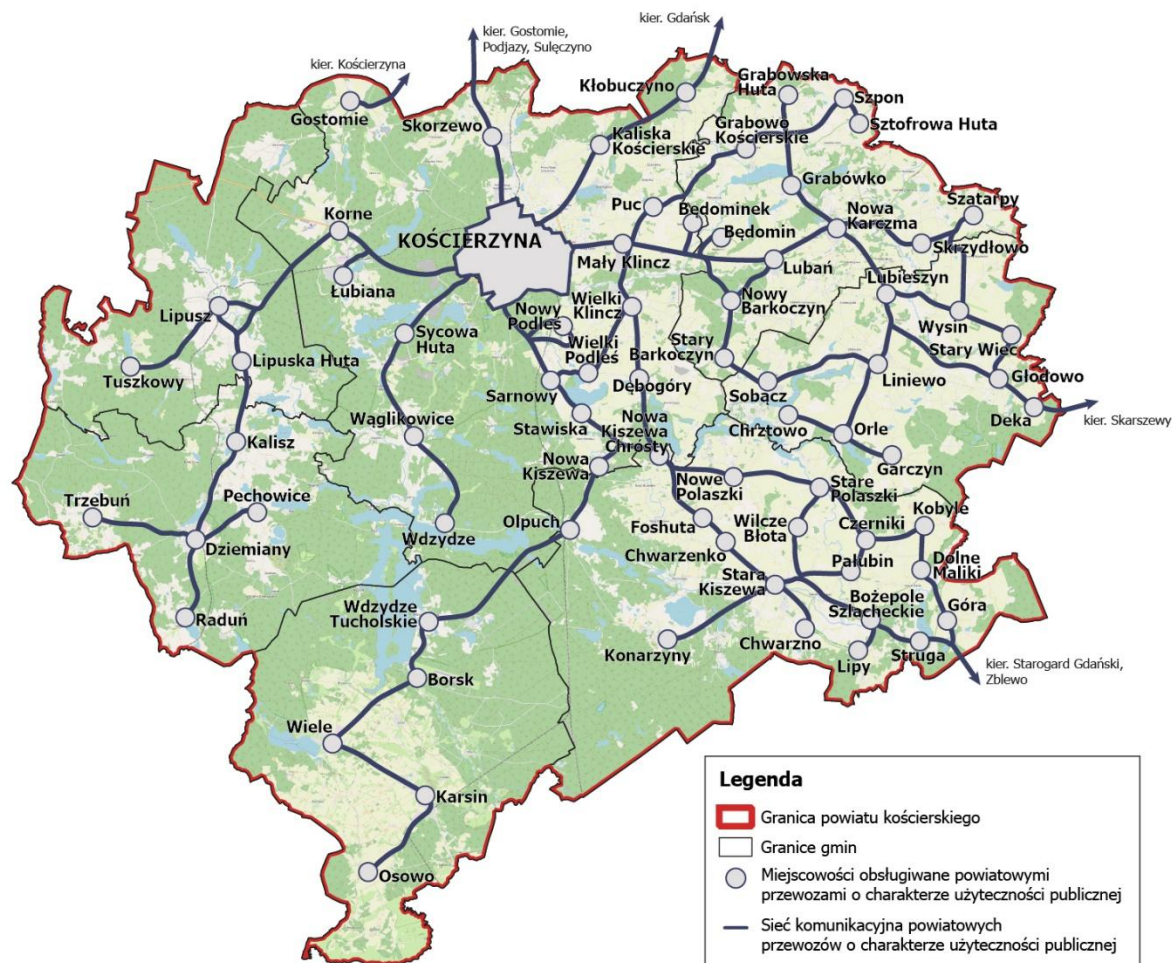 kier. Gdańsk
kier. Gostomie,
Podjazy, Sulęczyno
kier. Kościerzyna
Kłobuczyno
Grabowska
Huta
Szpon
Gostomie
Skorzewo
Kaliska
Kościerskie
Grabowo
Kościerskie
Sztofrowa Huta
Grabówko
Korne
Puc
Będominek
Nowa
Karczma
Szatarpy
KOŚCIERZYNA
Będomin
Mały Klincz
Skrzydłowo
Łubiana
Lubań
Lubieszyn
Lipusz
Nowy
Podleś
Wielki
Klincz
Nowy
Barkoczyn
Wysin
Sycowa
Huta
Wielki
Podleś
Stary
Barkoczyn
Stary Wiec
Lipuska Huta
Tuszkowy
Sarnowy
Dębogóry
Sobącz
Liniewo
Głodowo
Deka
kier. Skarszewy
Wąglikowice
Stawiska
Nowa
Kiszewa
Chrósty
Chrztowo
Orle
Kalisz
Nowa
Kiszewa
Garczyn
Trzebuń
Pechowice
Nowe
Polaszki
Stare
Polaszki
Kobyle
Olpuch
Foshuta
Wilcze
Błota
Czerniki
Dziemiany
Wdzydze
Chwarzenko
Pałubin
Dolne
Maliki
Stara
Kiszewa
Bożepole
Szlacheckie
Góra
Raduń
Wdzydze
Tucholskie
Konarzyny
Chwarzno
Lipy
Struga
kier. Starogard Gdański,
Zblewo
Borsk
Wiele
Karsin
Osowo
Legenda
Granica powiatu kościerskiego
Granice gmin
Miejscowości obsługiwane powiatowymi
przewozami o charakterze użyteczności publicznej
Sieć komunikacyjna powiatowych
przewozów o charakterze użyteczności publicznej